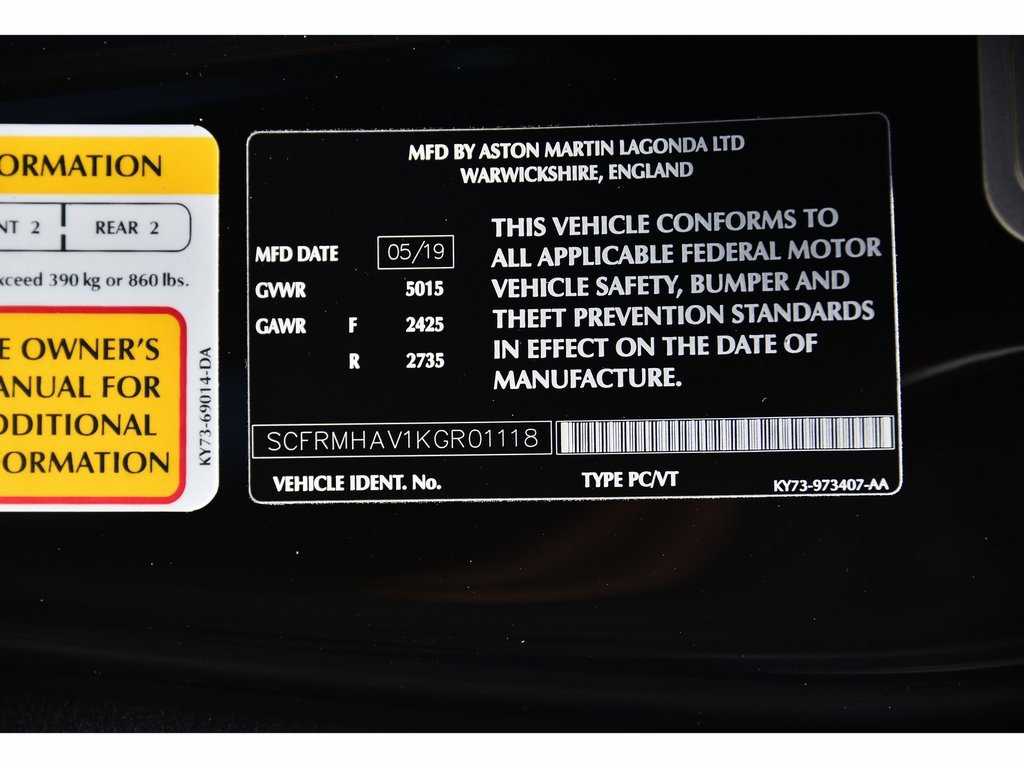 ORMATION
NT 2 REAR 2
xceed 390 kg or 860 lbs.
E OWNER'S
ANUAL FOR
DDITIONAL
ORMATION
KY73-69014-DA
MFD BY ASTON MARTIN LAGONDA LTD
WARWICKSHIRE, ENGLAND
MFD DATE 05/19
GVWR 5015
GAWR F 2425
R 2735
THIS VEHICLE CONFORMS TO
ALL APPLICABLE FEDERAL MOTOR
VEHICLE SAFETY, BUMPER AND
THEFT PREVENTION STANDARDS
IN EFFECT ON THE DATE OF
MANUFACTURE.
SCFRMHAV1KGR01118
VEHICLE IDENT. No. TYPE PC/VT KY73-973407-AA